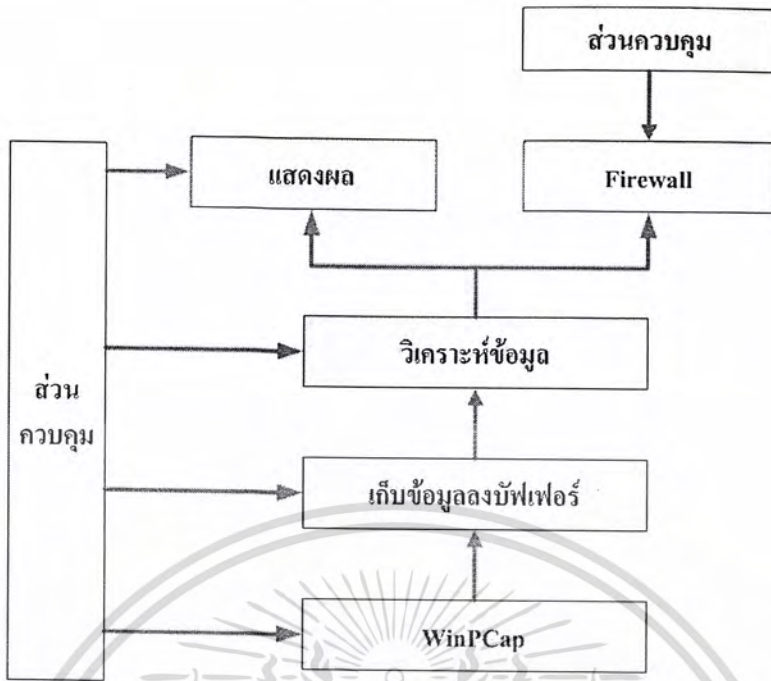 ส่วนควบคุม
แสดงผล
Firewall
วิเคราะห์ข้อมูล
ส่วน
ควบคุม
เก็บข้อมูลลงบัฟเฟอร์
WinPCap